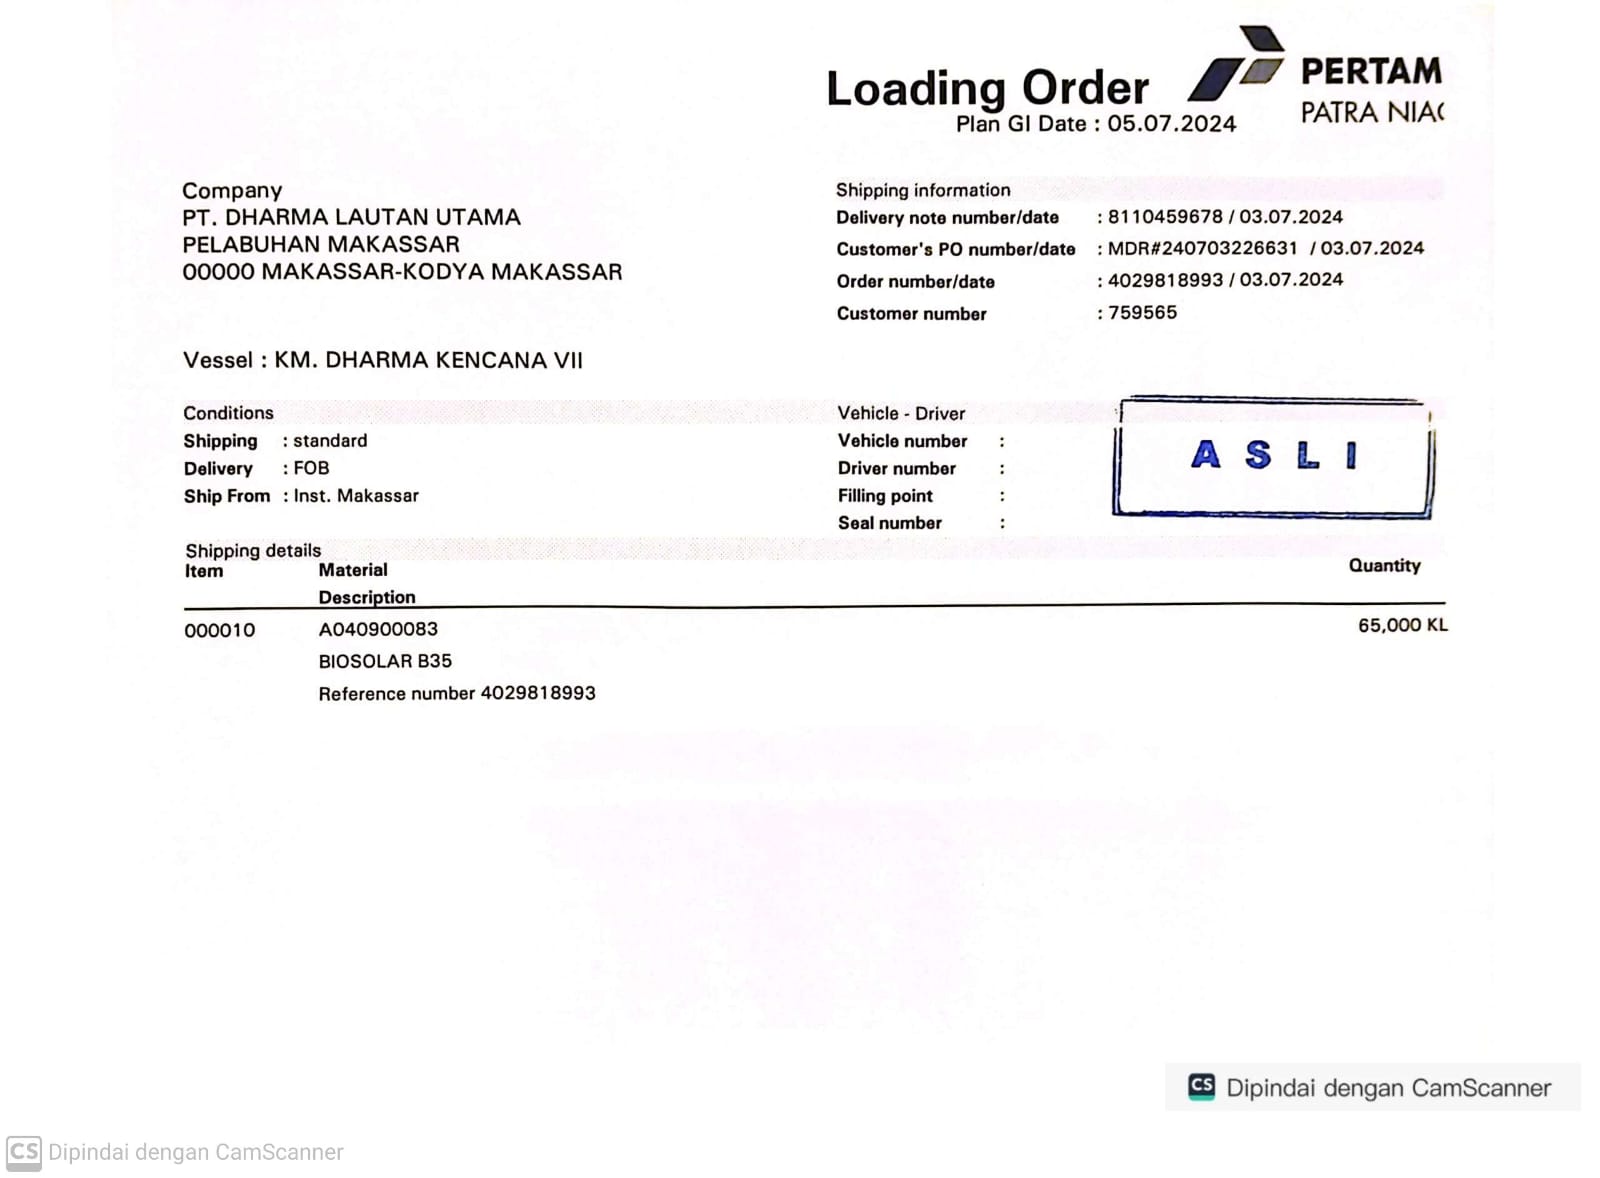 Loading Order
Plan GI Date : 05.07.2024
PERTAM
PATRA NIAG
Company
PT. DHARMA LAUTAN UTAMA
PELABUHAN MAKASSAR
00000 MAKASSAR-KODYA MAKASSAR
Shipping information
Delivery note number/date : 8110459678 / 03.07.2024
Customer's PO number/date : MDR#240703226631 / 03.07.2024
Order number/date : 4029818993 / 03.07.2024
Customer number : 759565
Vessel : KM. DHARMA KENCANA VII
Conditions
Shipping : standard
Delivery : FOB
Ship From : Inst. Makassar
Vehicle - Driver
Vehicle number :
Driver number :
Filling point :
Seal number :
A S L I
Shipping details
Item Material Quantity
Description
000010 A040900083 65,000 KL
BIOSOLAR B35
Reference number 4029818993
CS Dipindai dengan CamScanner
CS Dipindai dengan CamScanner